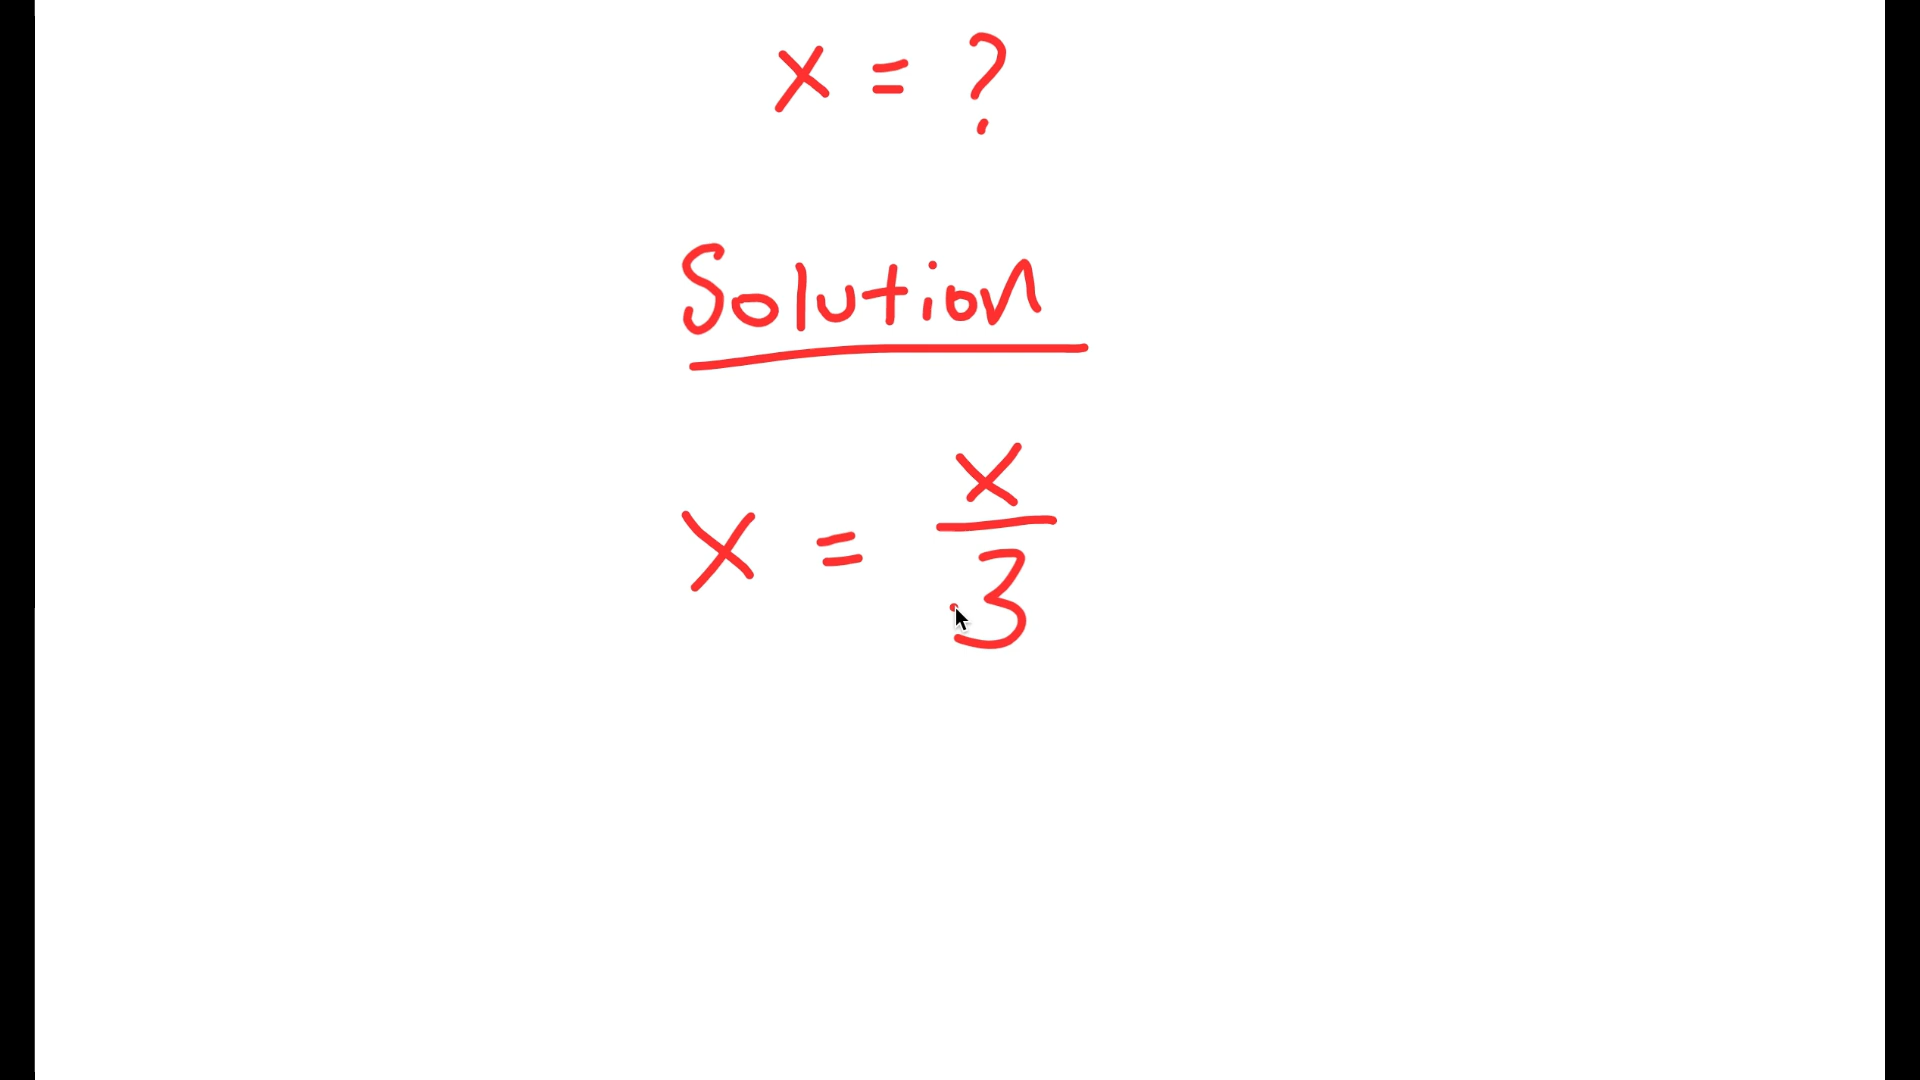 x = ?
Solution
x = x/3